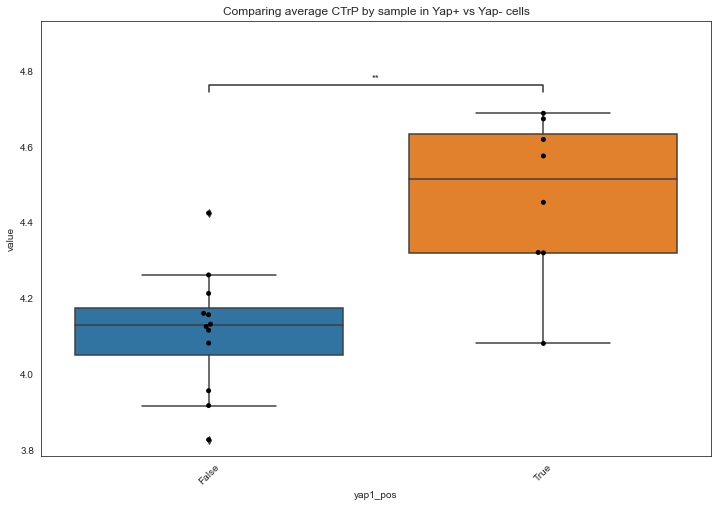 Comparing average CTrP by sample in Yap+ vs Yap- cells
**
4.8
4.6
4.4
4.2
4.0
3.8
value
False
True
yap1_pos